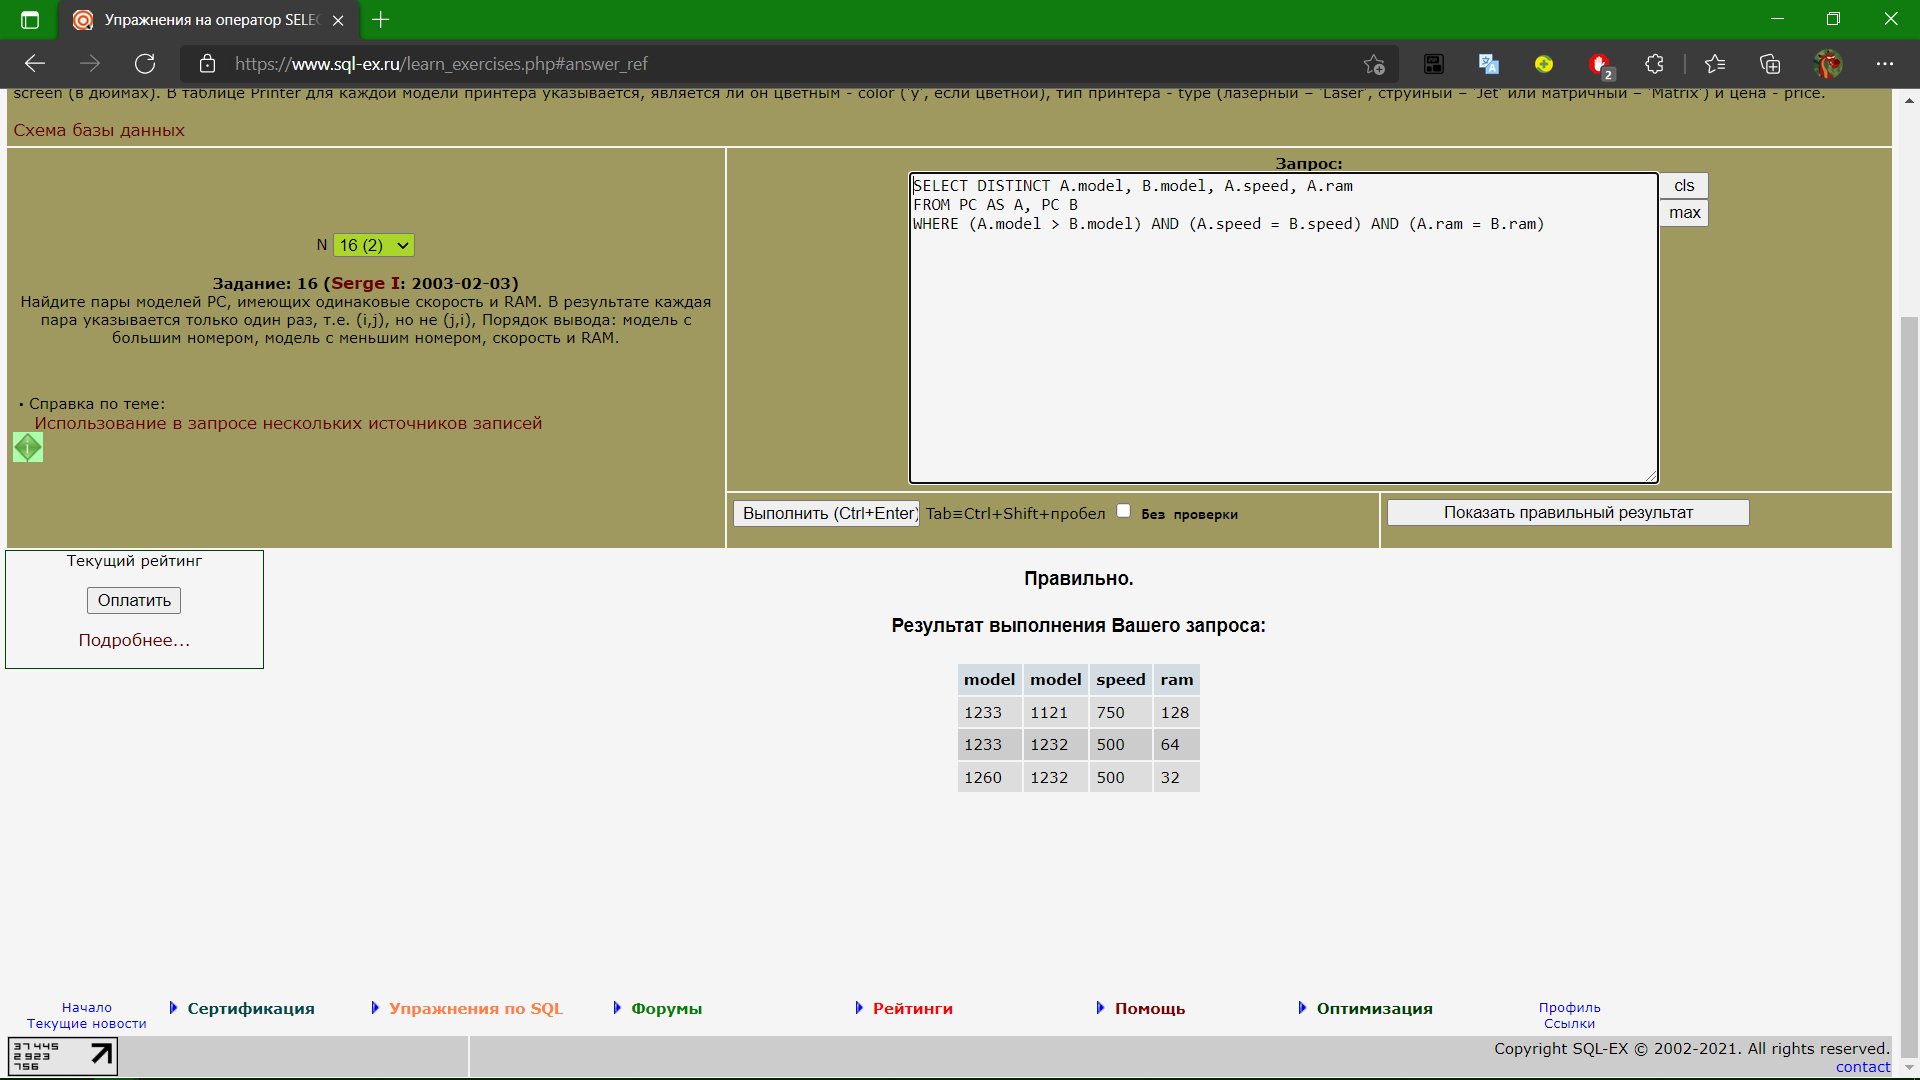 Упражнения на оператор SELEC
https://www.sql-ex.ru/learn_exercises.php#answer_ref
2
screen (в дюймах). В таблице Printer для каждой модели принтера указывается, является ли он цветным - color ('y', если цветной), тип принтера - type (лазерный – 'Laser', струйный – 'Jet' или матричный – 'Matrix') и цена - price.
Схема базы данных
N 16 (2)
Задание: 16 (Serge I: 2003-02-03)
Найдите пары моделей PC, имеющих одинаковые скорость и RAM. В результате каждая
пара указывается только один раз, т.е. (i,j), но не (j,i), Порядок вывода: модель с
большим номером, модель с меньшим номером, скорость и RAM.
Справка по теме:
Использование в запросе нескольких источников записей
Запрос:
SELECT DISTINCT A.model, B.model, A.speed, A.ram
FROM PC AS A, PC B
WHERE (A.model > B.model) AND (A.speed = B.speed) AND (A.ram = B.ram)
cls
max
Выполнить (Ctrl+Enter) Tab≡Ctrl+Shift+пробел Без проверки
Показать правильный результат
Текущий рейтинг
Оплатить
Подробнее...
Правильно.
Результат выполнения Вашего запроса:
model model speed ram
1233 1121 750 128
1233 1232 500 64
1260 1232 500 32
Начало
Текущие новости
Сертификация
Упражнения по SQL
Форумы
Рейтинги
Помощь
Оптимизация
Профиль
Ссылки
37 445
2 923
756
Copyright SQL-EX © 2002-2021. All rights reserved.
contact